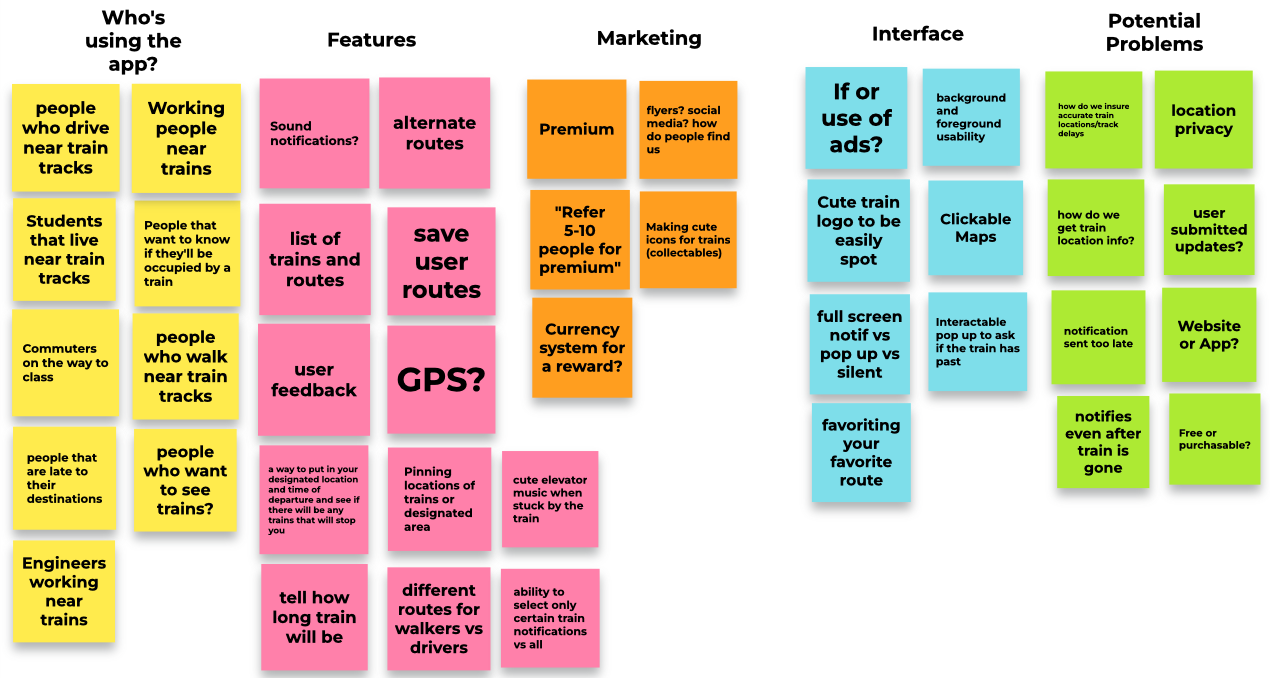 Who's
using the
app?
people
who drive
near train
tracks
Working
people
near
trains
Students
that live
near train
tracks
People that
want to know
if they'll be
occupied by a
train
Commuters
on the way to
class
people
who walk
near train
tracks
people that
are late to
their
destinations
people
who want
to see
trains?
Engineers
working
near
trains
Features
Sound
notifications?
alternate
routes
list of
trains and
routes
save
user
routes
user
feedback
GPS?
a way to put in your
designated location
and time of
departure and see if
there will be any
trains that will stop
you
Pinning
locations of
trains or
designated
area
cute elevator
music when
stuck by the
train
tell how
long train
will be
different
routes for
walkers vs
drivers
ability to
select only
certain train
notifications
vs all
Marketing
Premium
flyers? social
media? how
do people find
us
"Refer
5-10
people for
premium"
Making cute
icons for trains
(collectables)
Currency
system for
a reward?
Interface
If or
use of
ads?
background
and
foreground
usability
Cute train
logo to be
easily
spot
Clickable
Maps
full screen
notif vs
pop up vs
silent
Interactable
pop up to ask
if the train has
past
favoriting
your
favorite
route
Potential
Problems
how do we insure
accurate train
locations/track
delays
location
privacy
how do we
get train
location info?
user
submitted
updates?
notification
sent too late
Website
or App?
notifies
even after
train is
gone
Free or
purchasable?